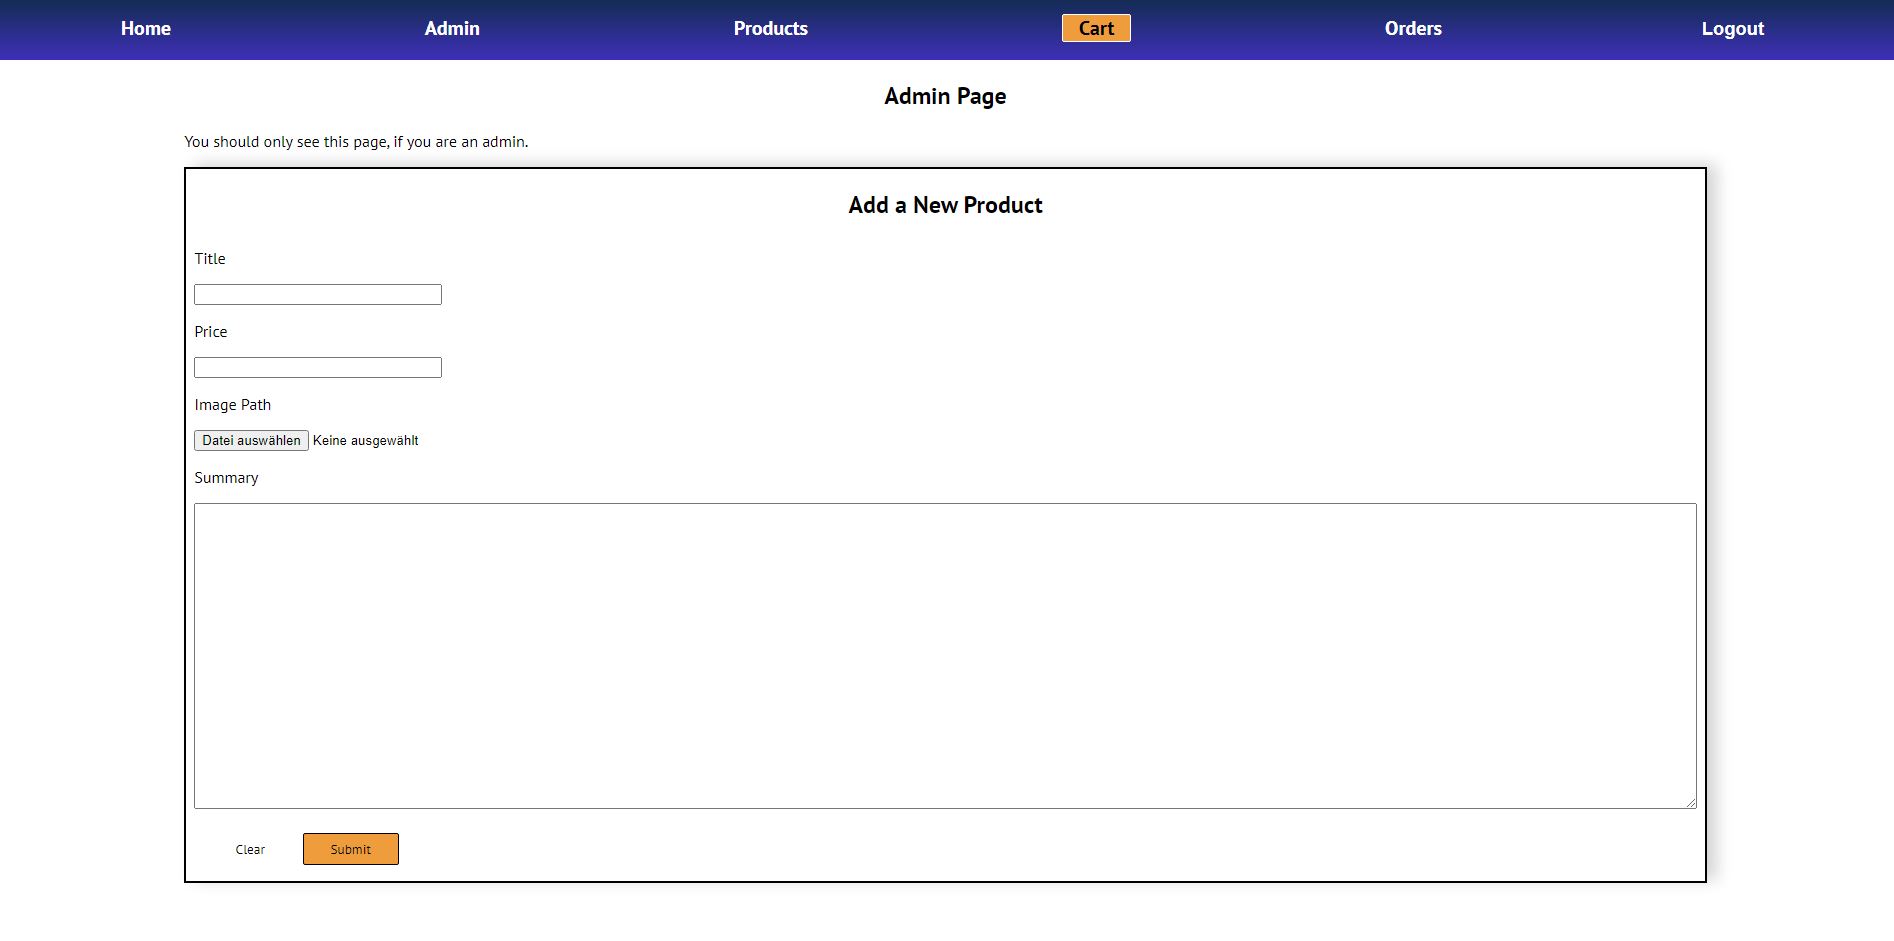 Home Admin Products Cart Orders Logout
Admin Page
You should only see this page, if you are an admin.
Add a New Product
Title
Price
Image Path
Datei auswählen Keine ausgewählt
Summary
Clear Submit